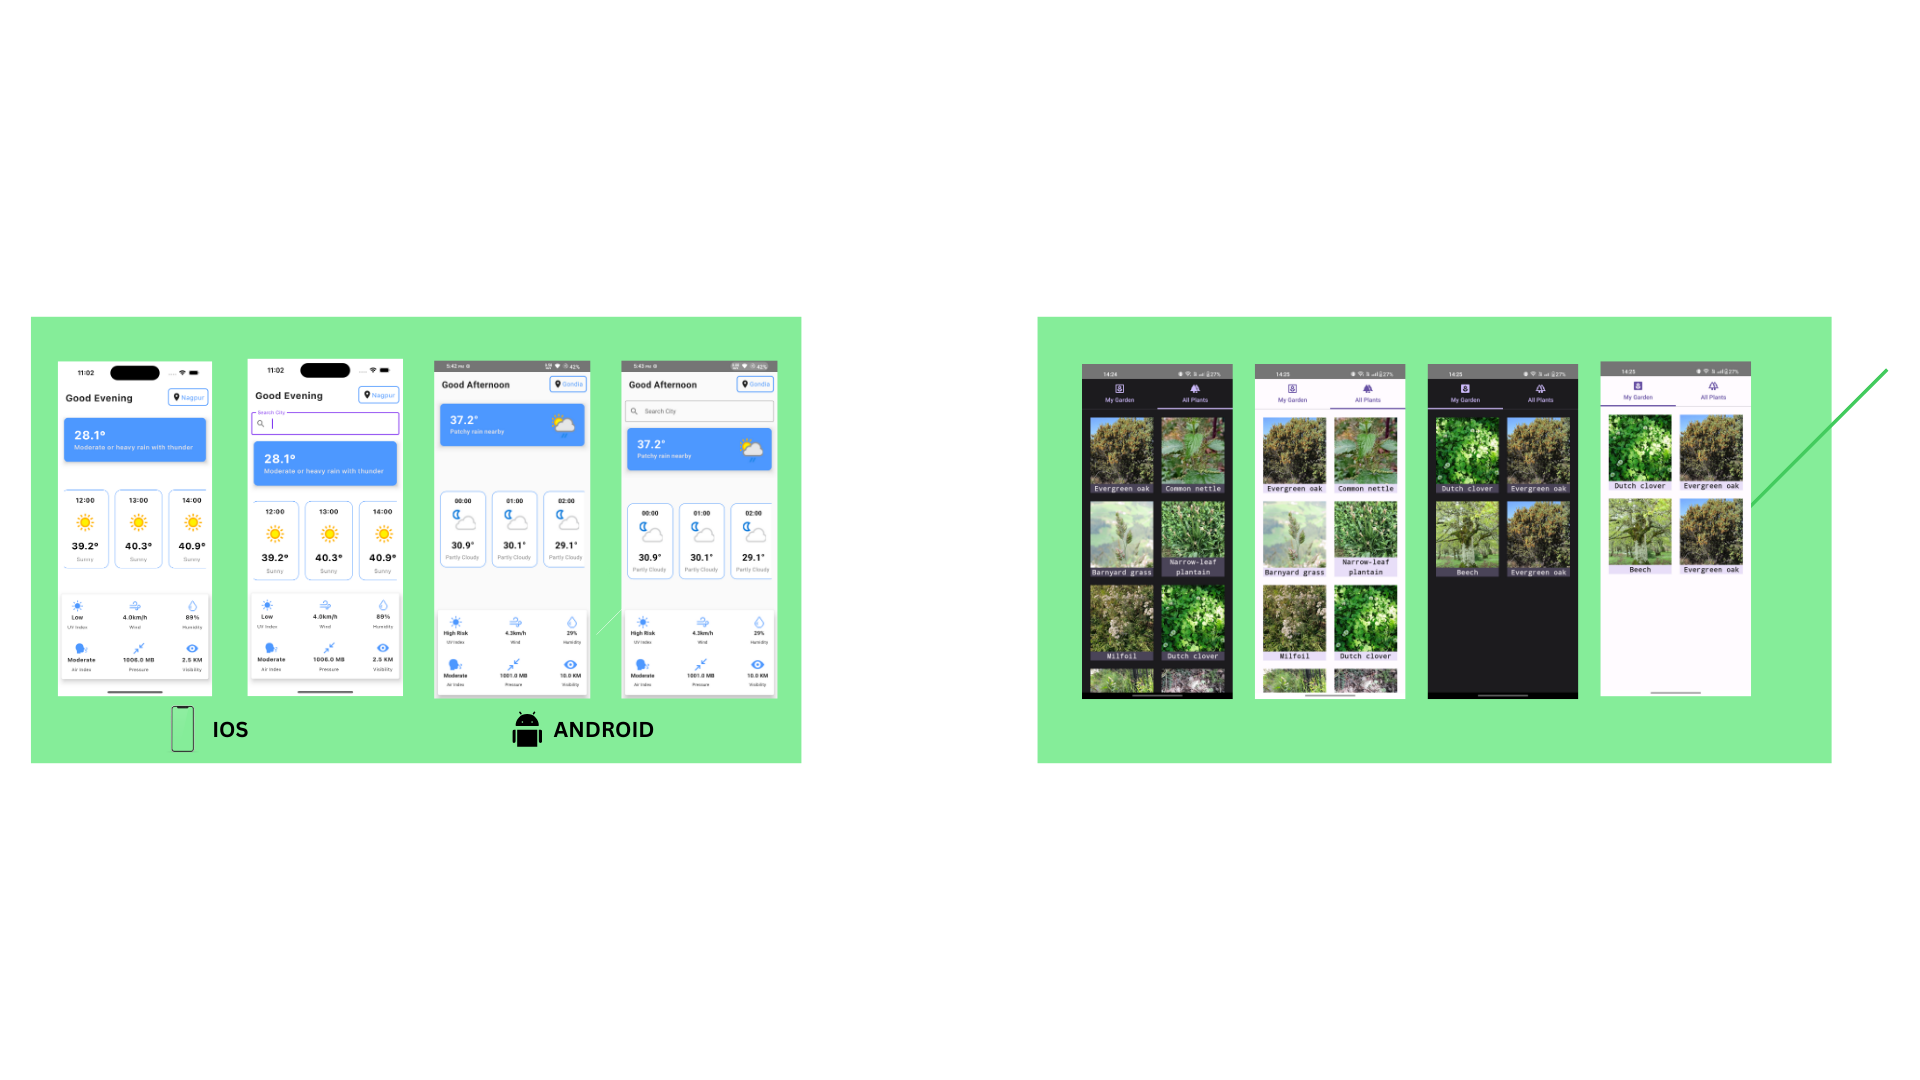 11:02
Good Evening
Nagpur
28.1°
Moderate or heavy rain with thunder
12:00
13:00
14:00
39.2°
40.3°
40.9°
Sunny
Sunny
Sunny
Low
4.0km/h
89%
UV Index
Wind
Humidity
Moderate
1006.0 MB
2.5 KM
Air Index
Pressure
Visibility
11:02
Good Evening
Nagpur
Search City
28.1°
Moderate or heavy rain with thunder
12:00
13:00
14:00
39.2°
40.3°
40.9°
Sunny
Sunny
Sunny
Low
4.0km/h
89%
UV Index
Wind
Humidity
Moderate
1006.0 MB
2.5 KM
Air Index
Pressure
Visibility
IOS
5:42 PM
42%
Good Afternoon
Gondia
37.2°
Patchy rain nearby
00:00
01:00
02:00
30.9°
30.1°
29.1°
Partly Cloudy
Partly Cloudy
Partly Cloudy
High Risk
4.3km/h
29%
UV Index
Wind
Humidity
Moderate
1001.0 MB
10.0 KM
Air Index
Pressure
Visibility
5:42 PM
42%
Good Afternoon
Gondia
Search City
37.2°
Patchy rain nearby
00:00
01:00
02:00
30.9°
30.1°
29.1°
Partly Cloudy
Partly Cloudy
Partly Cloudy
High Risk
4.3km/h
29%
UV Index
Wind
Humidity
Moderate
1001.0 MB
10.0 KM
Air Index
Pressure
Visibility
ANDROID
14:24
27%
My Garden
All Plants
Evergreen oak
Common nettle
Barnyard grass
Narrow-leaf
plantain
Milfoil
Dutch clover
14:25
27%
My Garden
All Plants
Evergreen oak
Common nettle
Barnyard grass
Narrow-leaf
plantain
Milfoil
Dutch clover
14:25
27%
My Garden
All Plants
Dutch clover
Evergreen oak
Beech
Evergreen oak
14:25
27%
My Garden
All Plants
Dutch clover
Evergreen oak
Beech
Evergreen oak